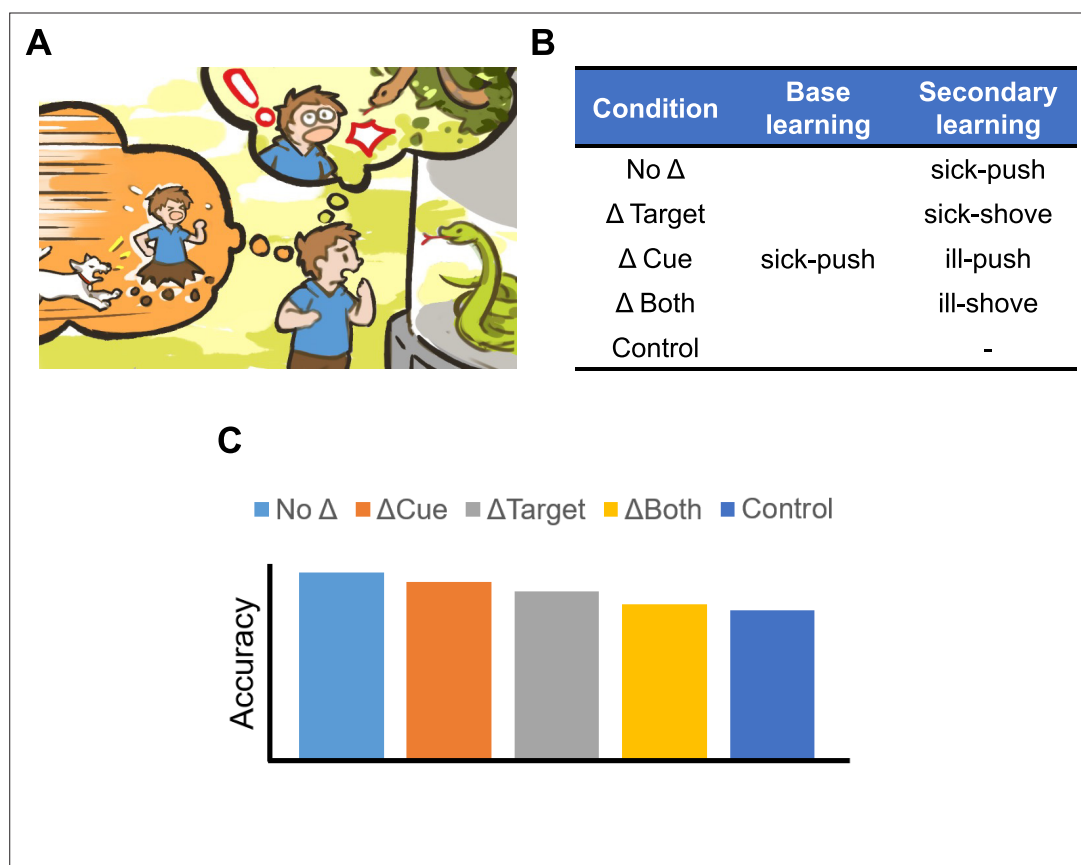 A
B
Condition Base learning Secondary learning
No Δ sick-push
Δ Target sick-shove
Δ Cue sick-push ill-push
Δ Both ill-shove
Control -
C
No Δ ΔCue ΔTarget ΔBoth Control
Accuracy